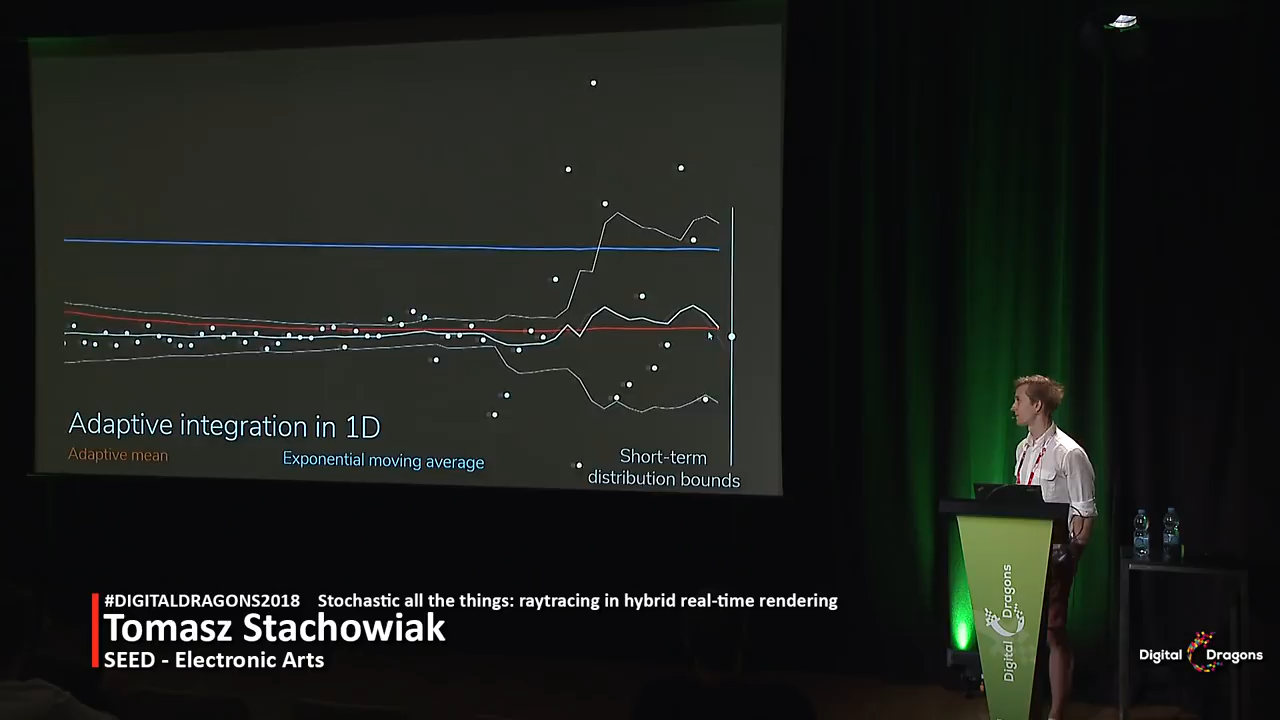 Adaptive integration in 1D
Adaptive mean
Exponential moving average
Short-term
distribution bounds
#DIGITALDRAGONS2018 Stochastic all the things: raytracing in hybrid real-time rendering
Tomasz Stachowiak
SEED - Electronic Arts
Digital Dragons
Digital Dragons